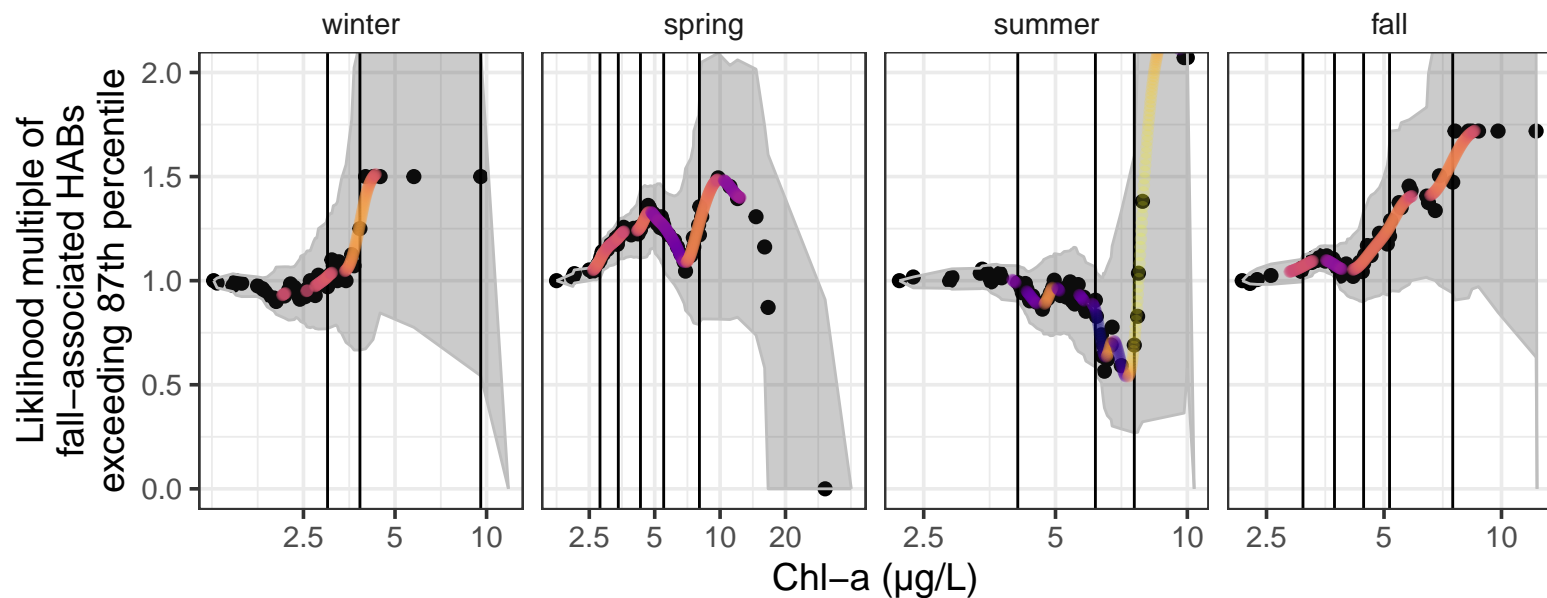 winter
spring
summer
fall
Liklihood multiple of
fall−associated HABs
exceeding 87th percentile
2.0
1.5
1.0
0.5
0.0
2.5 5 10
2.5 5 10 20
2.5 5 10
2.5 5 10
Chl−a (μg/L)